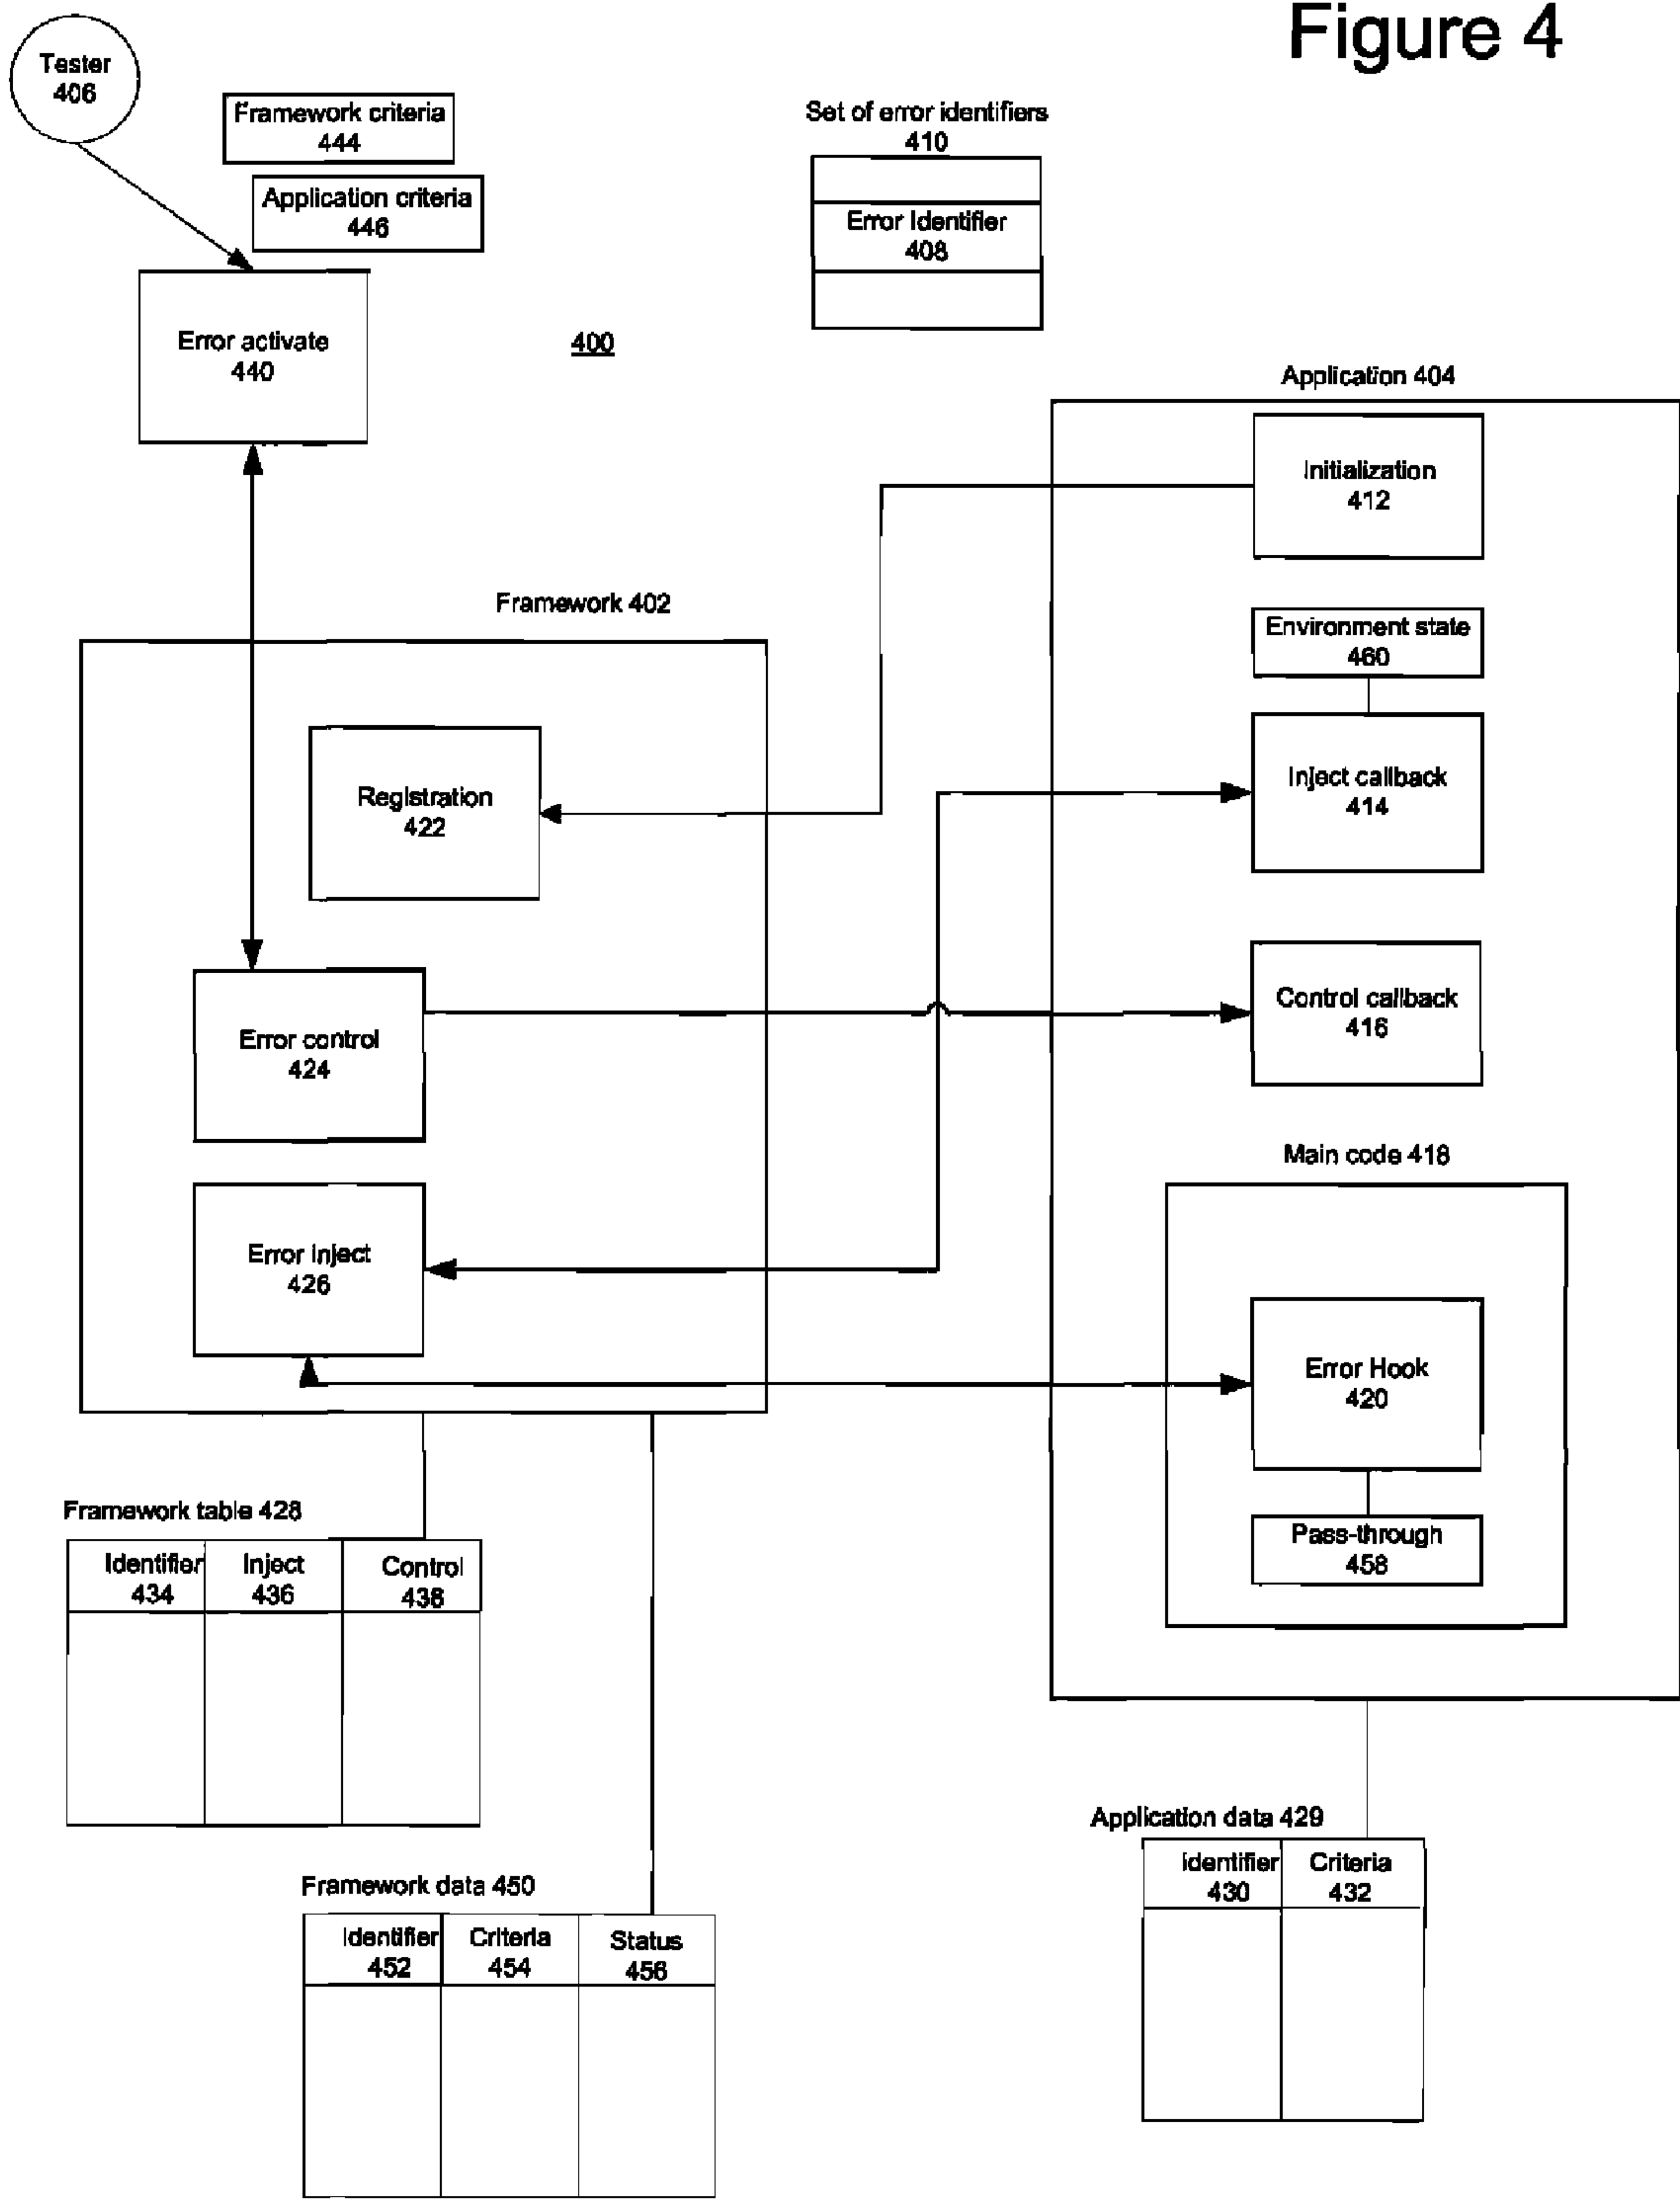 Figure 4
Tester
406
Framework criteria
444
Application criteria
446
Set of error identifiers
410
Error Identifier
408
Error activate
440
400
Application 404
Initialization
412
Framework 402
Environment state
460
Registration
422
Inject callback
414
Error control
424
Control callback
416
Main code 418
Error Inject
426
Error Hook
420
Pass-through
458
Framework table 428
Identifier
434
Inject
436
Control
438
Application data 429
Identifier
430
Criteria
432
Framework data 450
Identifier
452
Criteria
454
Status
456